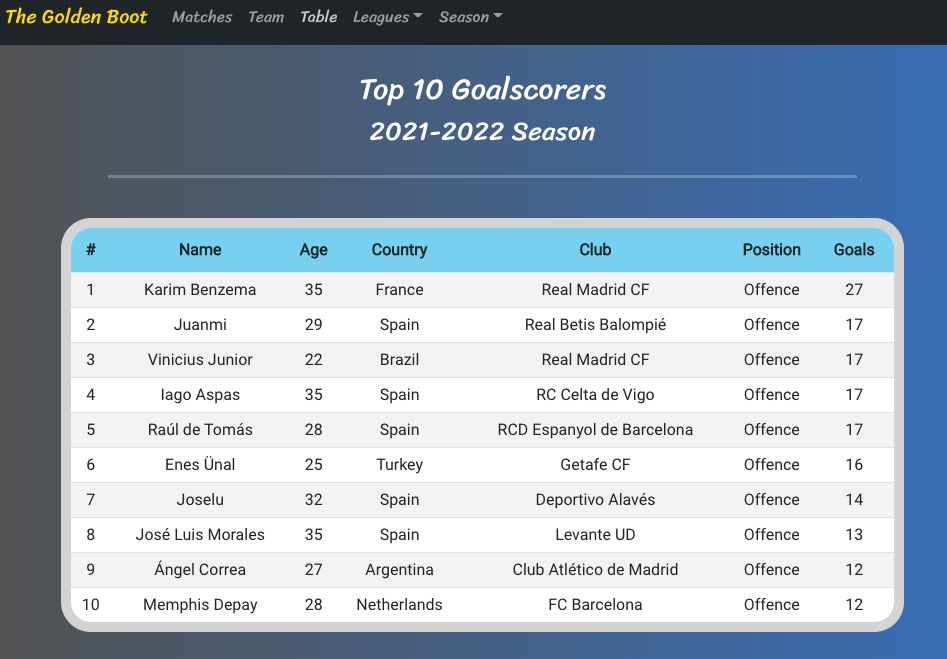 The Golden Boot Matches Team Table Leagues Season
Top 10 Goalscorers
2021-2022 Season
# Name Age Country Club Position Goals
1 Karim Benzema 35 France Real Madrid CF Offence 27
2 Juanmi 29 Spain Real Betis Balompié Offence 17
3 Vinicius Junior 22 Brazil Real Madrid CF Offence 17
4 Iago Aspas 35 Spain RC Celta de Vigo Offence 17
5 Raúl de Tomás 28 Spain RCD Espanyol de Barcelona Offence 17
6 Enes Ünal 25 Turkey Getafe CF Offence 16
7 Joselu 32 Spain Deportivo Alavés Offence 14
8 José Luis Morales 35 Spain Levante UD Offence 13
9 Ángel Correa 27 Argentina Club Atlético de Madrid Offence 12
10 Memphis Depay 28 Netherlands FC Barcelona Offence 12